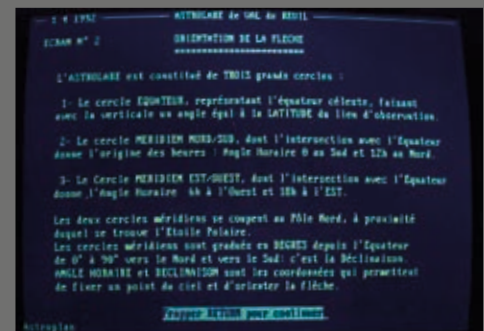 1 4 1992 ASTROLABE de VAL de REUIL
ECRAN N° 2 ORIENTATION DE LA FLECHE
L'ASTROLABE est constitué de TROIS grands cercles :
1- Le cercle EQUATEUR, représentant l'équateur céleste, faisant
avec la verticale un angle égal à la LATITUDE du lieu d'observation.
2- Le cercle MERIDIEN NORD/SUD, dont l'intersection avec l'Equateur
donne l'origine des heures : Angle Horaire 0 au Sud et 12h au Nord.
3- Le Cercle MERIDIEN EST/OUEST, dont l'intersection avec l'Equateur
donne l'Angle Horaire 6h à l'Ouest et 18h à l'EST.
Les deux cercles méridiens se coupent au Pôle Nord, à proximité
duquel se trouve l'Etoile Polaire.
Les cercles méridiens sont gradués en DEGRES depuis l'Equateur
de 0° à 90° vers le Nord et vers le Sud: c'est la Déclinaison.
ANGLE HORAIRE et DECLINAISON sont les coordonnées qui permettent
de fixer un point du ciel et d'orienter la flèche.
Frapper RETURN pour continuer